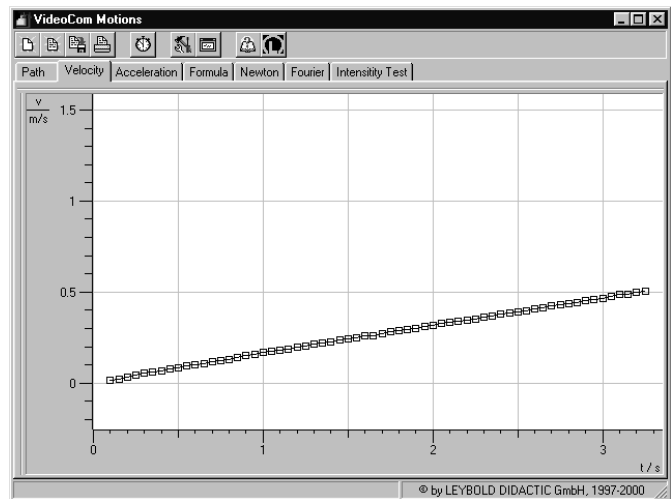 VideoCom Motions
Path Velocity Acceleration Formula Newton Fourier Intensitity Test
v
m/s
1.5
1
0.5
0
0 1 2 3
t / s
© by LEYBOLD DIDACTIC GmbH, 1997-2000